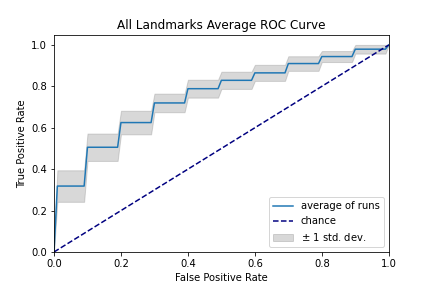 All Landmarks Average ROC Curve
True Positive Rate
1.0
0.8
0.6
0.4
0.2
0.0
average of runs
chance
± 1 std. dev.
0.0 0.2 0.4 0.6 0.8 1.0
False Positive Rate